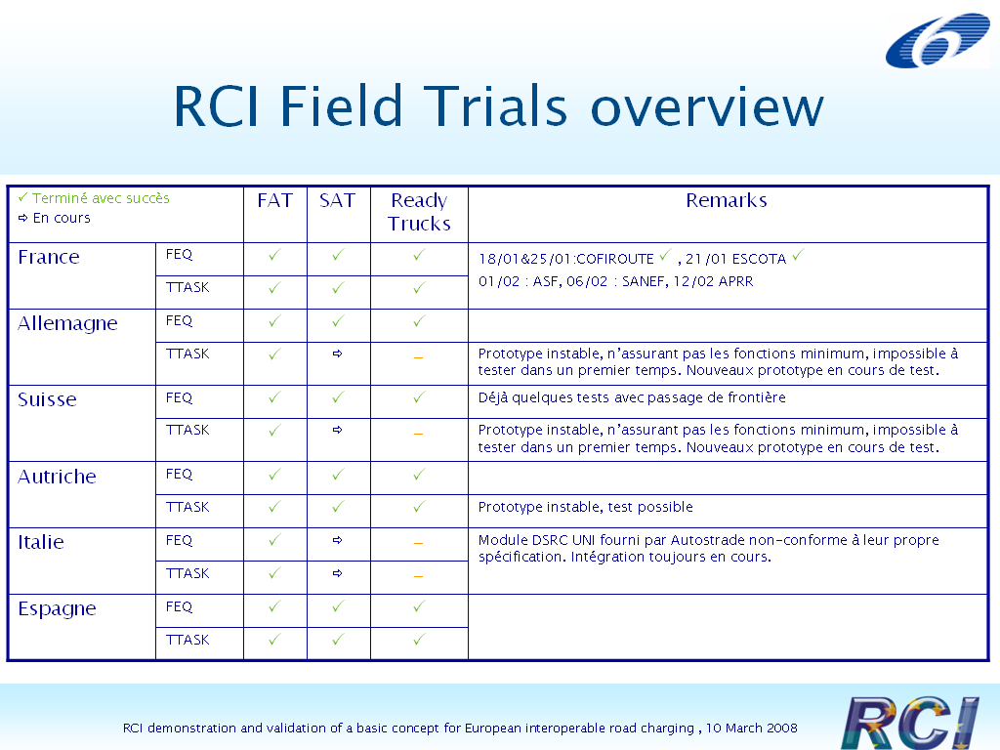 6
RCI Field Trials overview
✓ Terminé avec succès
⇨ En cours
FAT
SAT
Ready
Trucks
Remarks
France
FEQ
✓
✓
✓
18/01&25/01:COFIROUTE ✓ , 21/01 ESCOTA ✓
01/02 : ASF, 06/02 : SANEF, 12/02 APRR
TTASK
✓
✓
✓
Allemagne
FEQ
✓
✓
✓
TTASK
✓
⇨
–
Prototype instable, n'assurant pas les fonctions minimum, impossible à
tester dans un premier temps. Nouveaux prototype en cours de test.
Suisse
FEQ
✓
✓
✓
Déjà quelques tests avec passage de frontière
TTASK
✓
⇨
–
Prototype instable, n'assurant pas les fonctions minimum, impossible à
tester dans un premier temps. Nouveaux prototype en cours de test.
Autriche
FEQ
✓
✓
✓
TTASK
✓
✓
✓
Prototype instable, test possible
Italie
FEQ
✓
⇨
–
Module DSRC UNI fourni par Autostrade non-conforme à leur propre
spécification. Intégration toujours en cours.
TTASK
✓
⇨
–
Espagne
FEQ
✓
✓
✓
TTASK
✓
✓
✓
RCI demonstration and validation of a basic concept for European interoperable road charging , 10 March 2008
RCI